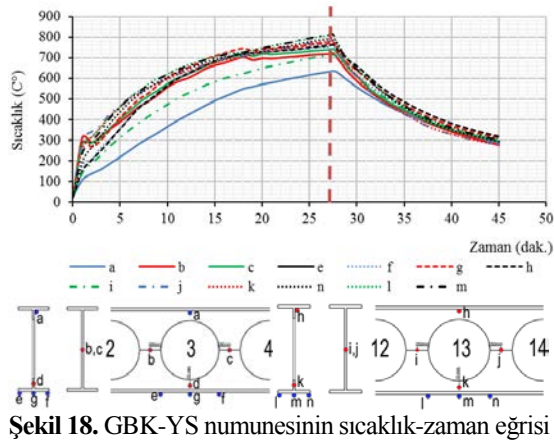 900
800
700
600
500
400
300
200
100
0
Sıcaklık (C°)
0 5 10 15 20 25 30 35 40 45 50
Zaman (dak.)
a b c e f g h
i j k n l m
a
d
e g f
b,c
a
2 3 4
b c
d
e g f
h
k
l m n
i,j
h
12 13 14
i j
k
l m n
Şekil 18. GBK-YS numunesinin sıcaklık-zaman eğrisi